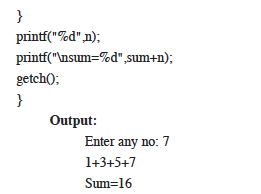 }
printf("%d",n);
printf("\nsum=%d",sum+n);
getch();
}
Output:
Enter any no: 7
1+3+5+7
Sum=16